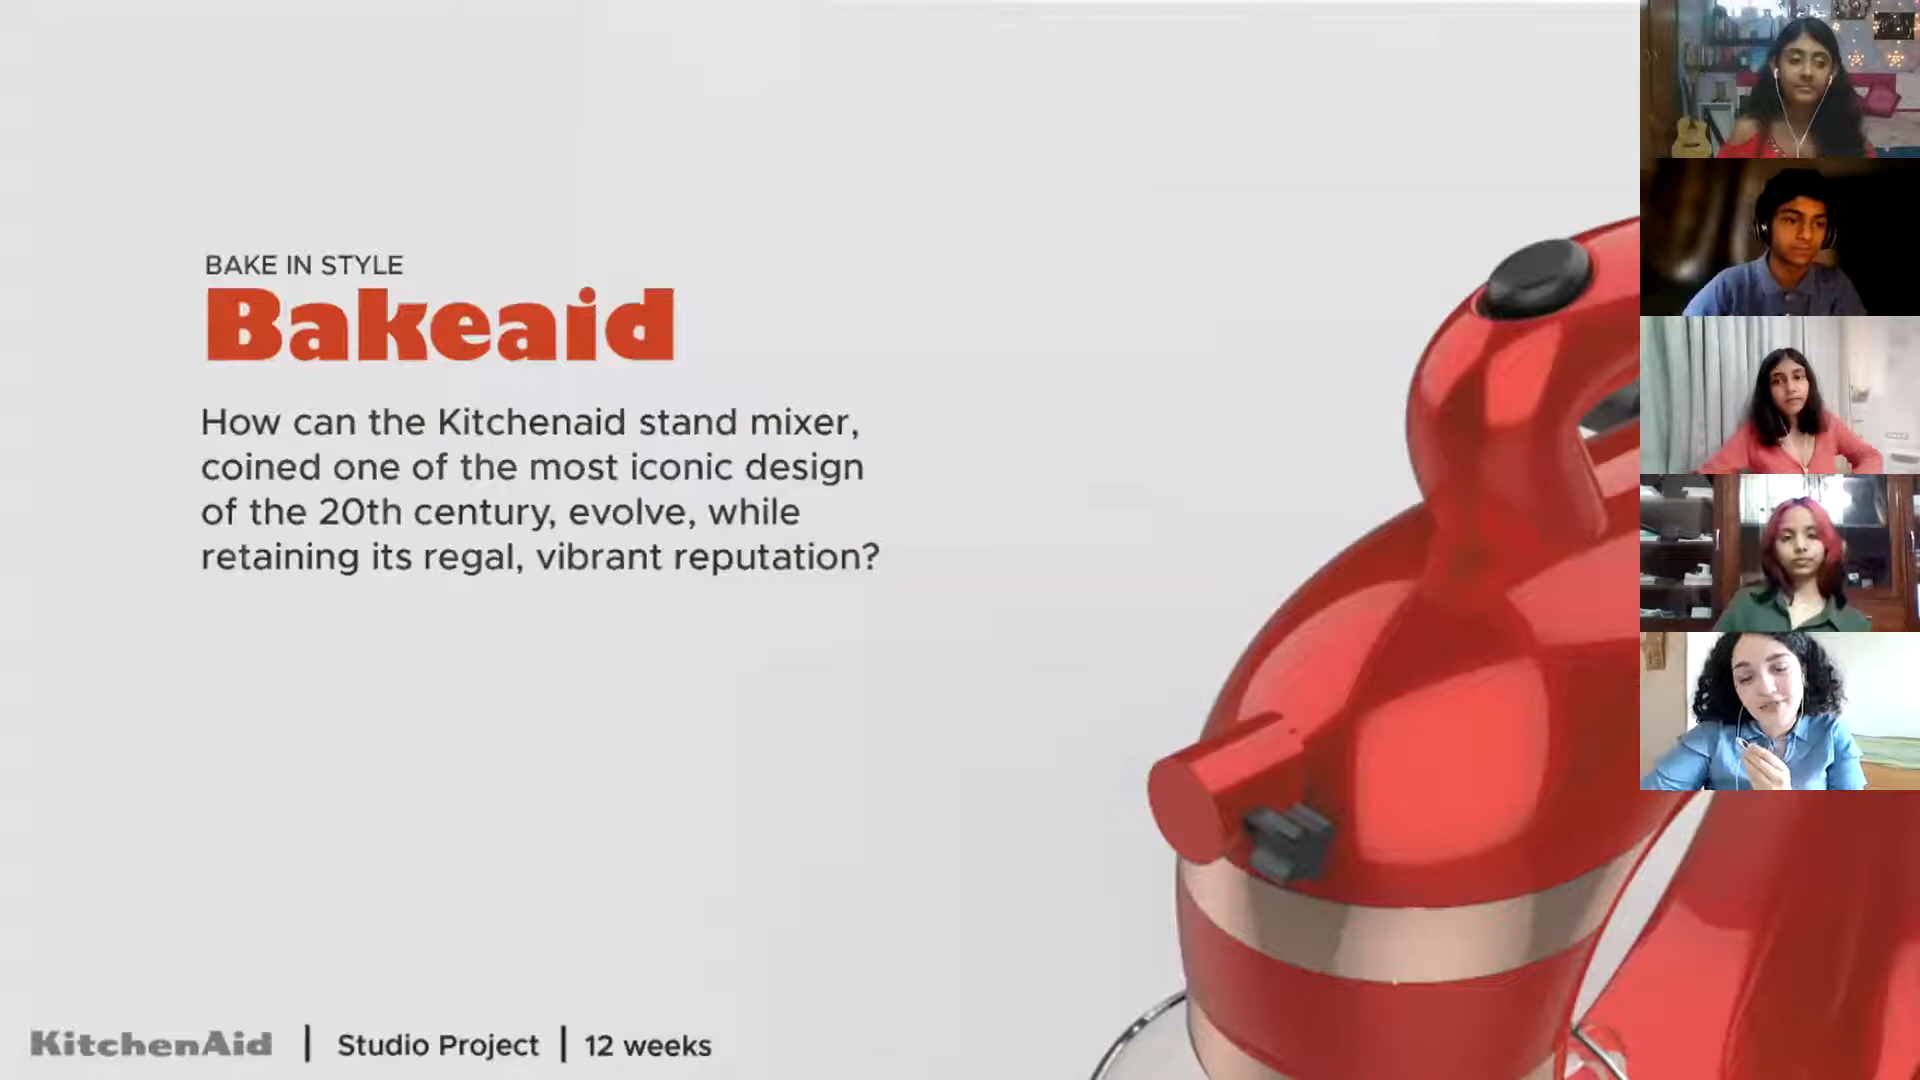 BAKE IN STYLE
Bakeaid
How can the Kitchenaid stand mixer,
coined one of the most iconic design
of the 20th century, evolve, while
retaining its regal, vibrant reputation?
KitchenAid | Studio Project | 12 weeks